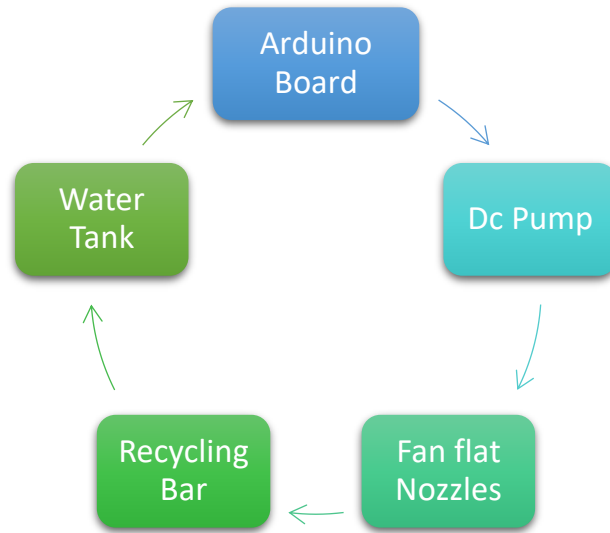 Arduino
Board
Dc Pump
Fan flat
Nozzles
Recycling
Bar
Water
Tank